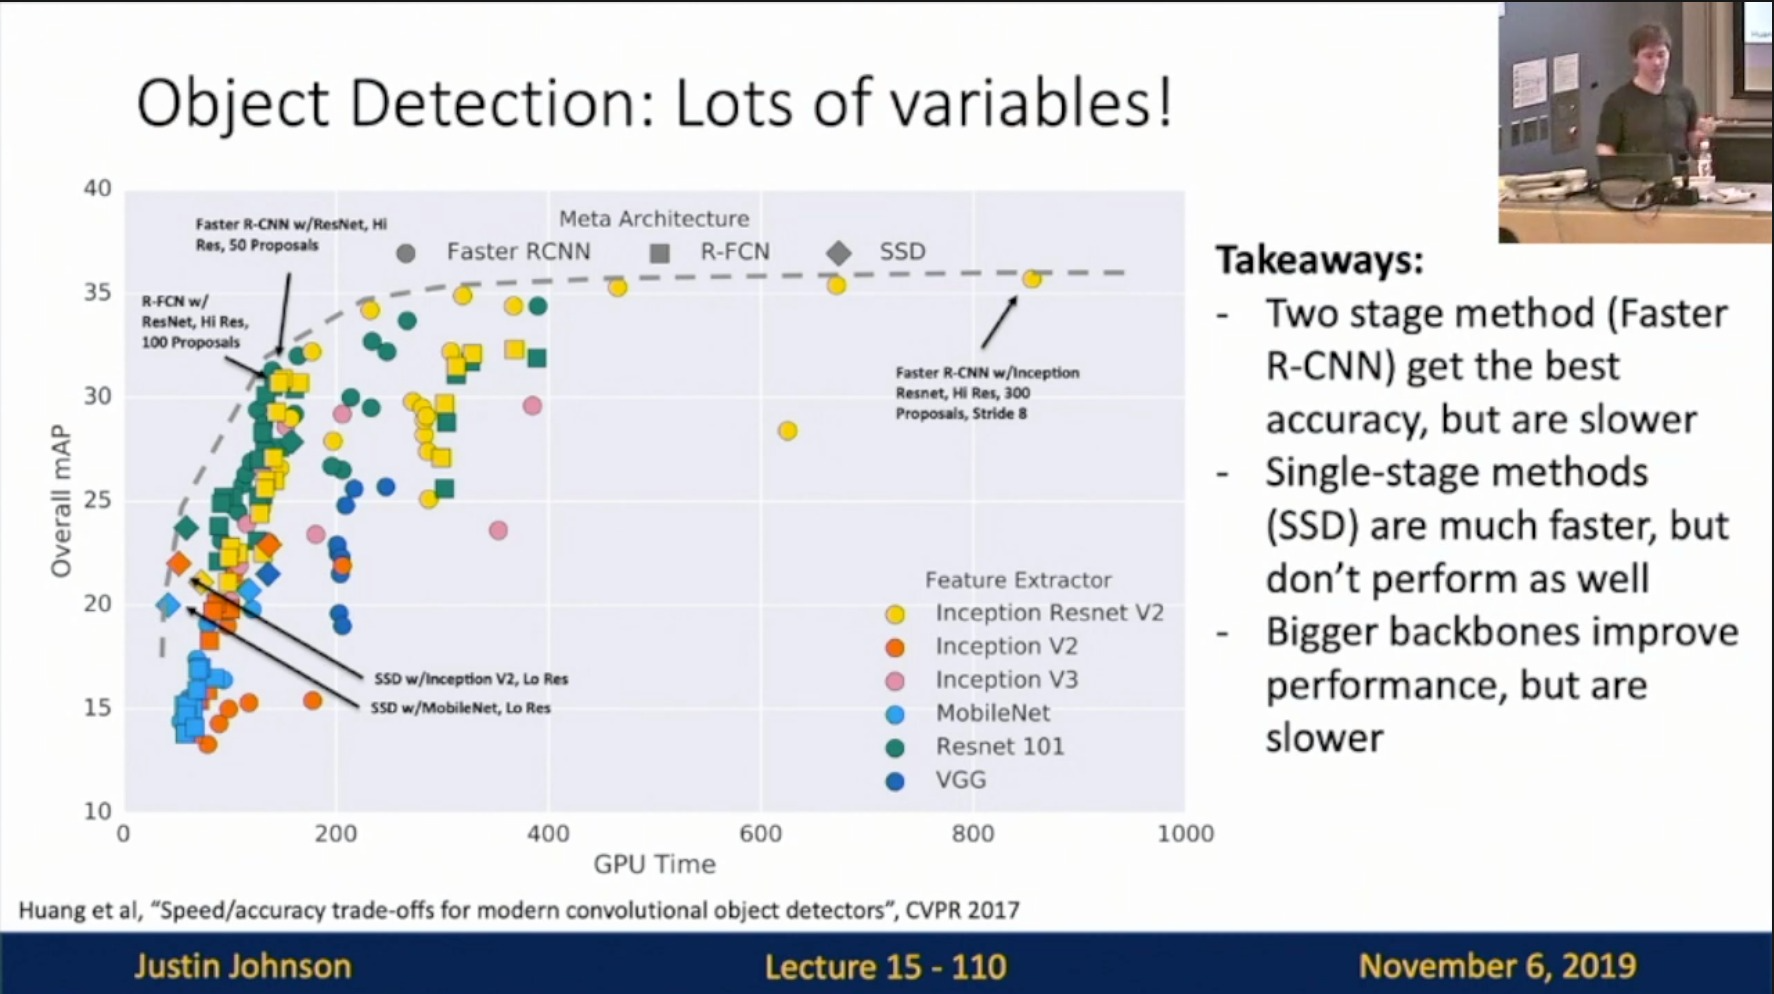 Object Detection: Lots of variables!
40
35
30
25
20
15
10
Overall mAP
0
200
400
600
800
1000
GPU Time
Meta Architecture
Faster RCNN
R-FCN
SSD
Faster R-CNN w/ResNet, Hi
Res, 50 Proposals
R-FCN w/
ResNet, Hi Res,
100 Proposals
Faster R-CNN w/Inception
Resnet, Hi Res, 300
Proposals, Stride 8
SSD w/Inception V2, Lo Res
SSD w/MobileNet, Lo Res
Feature Extractor
Inception Resnet V2
Inception V2
Inception V3
MobileNet
Resnet 101
VGG
Takeaways:
- Two stage method (Faster
R-CNN) get the best
accuracy, but are slower
- Single-stage methods
(SSD) are much faster, but
don't perform as well
- Bigger backbones improve
performance, but are
slower
Huang et al, "Speed/accuracy trade-offs for modern convolutional object detectors", CVPR 2017
Justin Johnson
Lecture 15 - 110
November 6, 2019